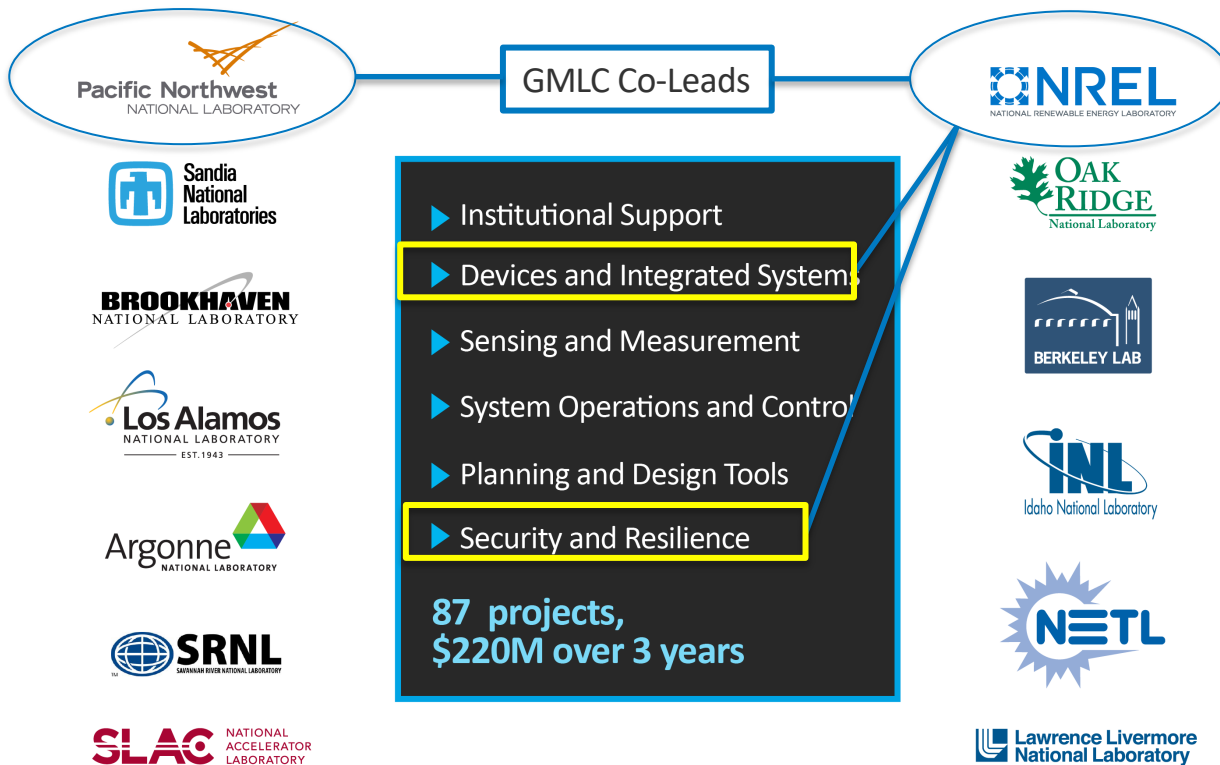 Pacific Northwest
NATIONAL LABORATORY
GMLC Co-Leads
NREL
NATIONAL RENEWABLE ENERGY LABORATORY
Sandia
National
Laboratories
BROOKHAVEN
NATIONAL LABORATORY
Los Alamos
NATIONAL LABORATORY
EST.1943
Argonne
NATIONAL LABORATORY
SRNL
SAVANNAH RIVER NATIONAL LABORATORY
TM
SLAC
NATIONAL
ACCELERATOR
LABORATORY
Institutional Support
Devices and Integrated Systems
Sensing and Measurement
System Operations and Control
Planning and Design Tools
Security and Resilience
87 projects,
$220M over 3 years
OAK
RIDGE
National Laboratory
BERKELEY LAB
INL
Idaho National Laboratory
NETL
Lawrence Livermore
National Laboratory